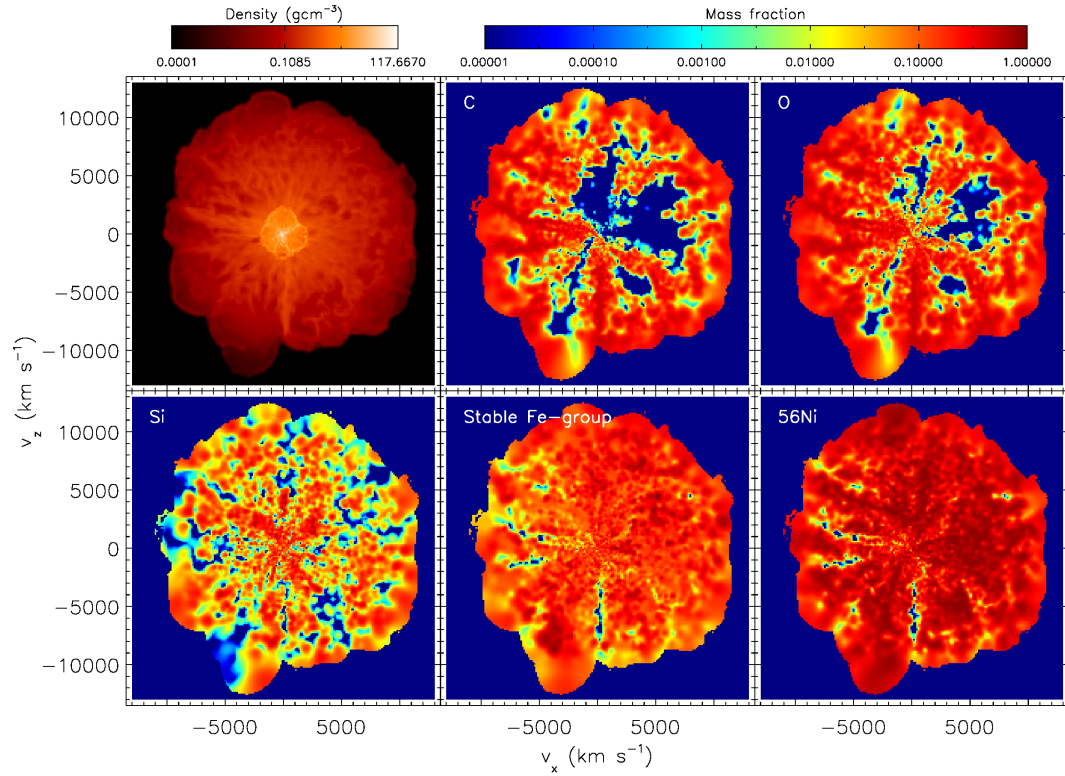 Density (gcm⁻³)
Mass fraction
0.0001 0.1085 117.6670
0.00001 0.00010 0.00100 0.01000 0.10000 1.00000
C
O
10000
5000
0
−5000
−10000
Si
Stable Fe−group
56Ni
10000
5000
0
−5000
−10000
v_z (km s⁻¹)
−5000 5000 −5000 5000 −5000 5000
v_x (km s⁻¹)